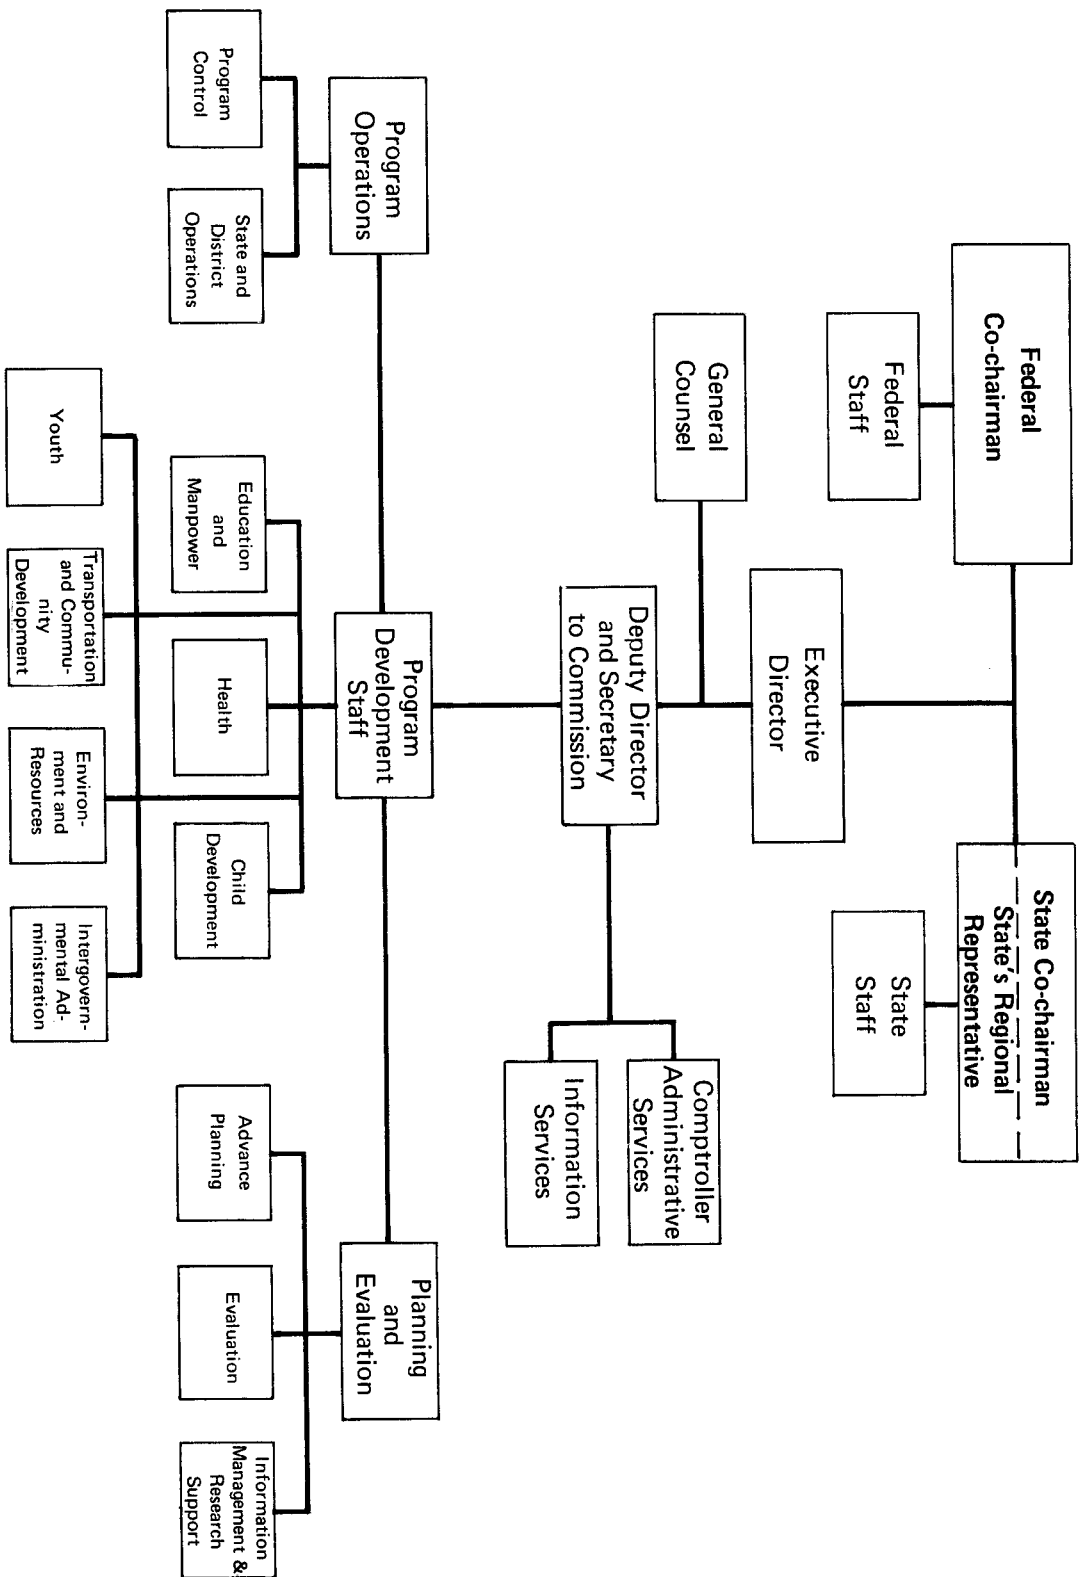 Federal
Co-chairman
State Co-chairman
State's Regional
Representative
Federal
Staff
State
Staff
Executive
Director
General
Counsel
Deputy Director
and Secretary
to Commission
Comptroller
Administrative
Services
Information
Services
Program
Operations
Program
Development
Staff
Planning
and
Evaluation
Program
Control
State and
District
Operations
Education
and
Manpower
Health
Child
Development
Advance
Planning
Evaluation
Information
Management &
Research
Support
Youth
Transportation
and Commu-
nity
Development
Environ-
ment and
Resources
Intergovern-
mental Ad-
ministration